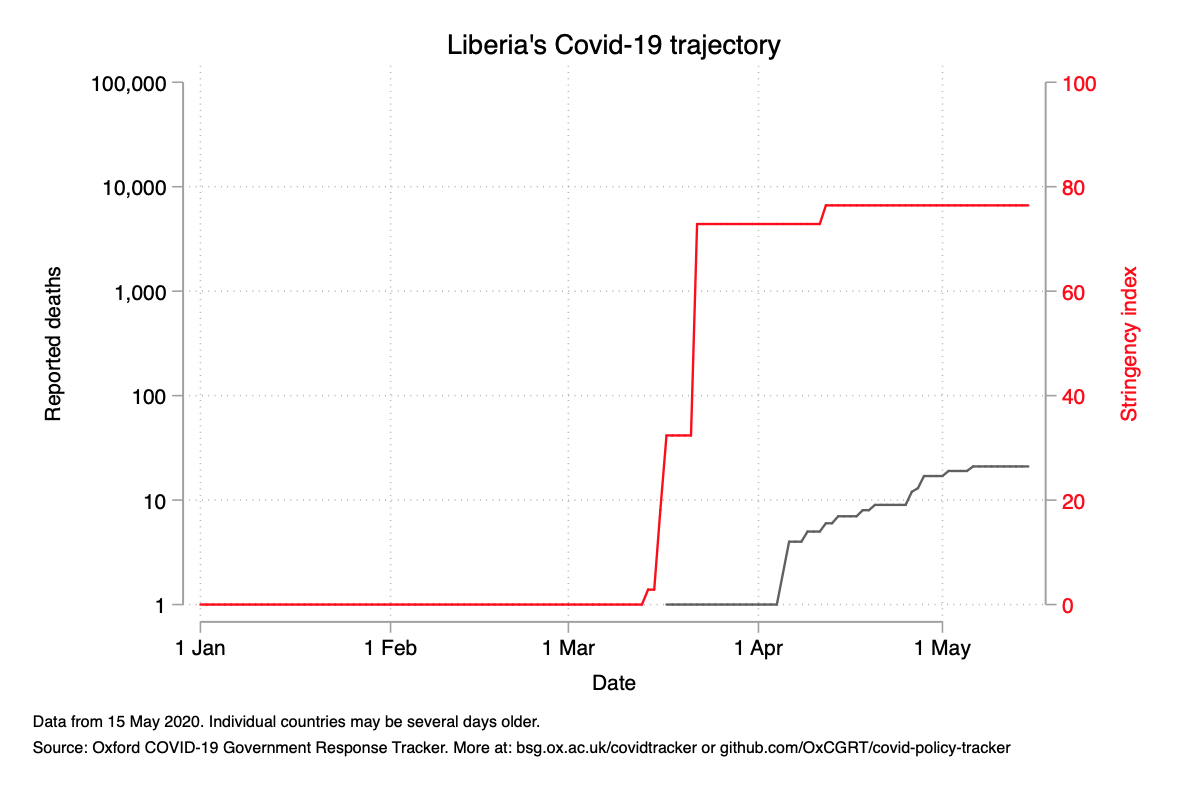 Liberia's Covid-19 trajectory
100,000
10,000
1,000
100
10
1
Reported deaths
100
80
60
40
20
0
Stringency index
1 Jan 1 Feb 1 Mar 1 Apr 1 May
Date
Data from 15 May 2020. Individual countries may be several days older.
Source: Oxford COVID-19 Government Response Tracker. More at: bsg.ox.ac.uk/covidtracker or github.com/OxCGRT/covid-policy-tracker